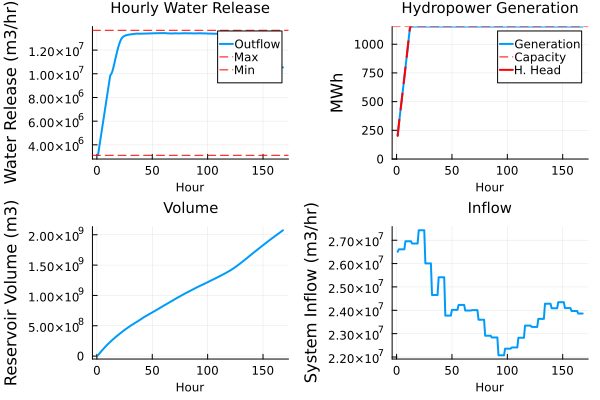 Hourly Water Release
Water Release (m3/hr)
1.20×10⁷
1.00×10⁷
8.00×10⁶
6.00×10⁶
4.00×10⁶
Outflow
Max
Min
0 50 100 150
Hour
Hydropower Generation
MWh
1000
750
500
250
0
Generation
Capacity
H. Head
0 50 100 150
Hour
Volume
Reservoir Volume (m3)
2.00×10⁹
1.50×10⁹
1.00×10⁹
5.00×10⁸
0
0 50 100 150
Hour
Inflow
System Inflow (m3/hr)
2.70×10⁷
2.60×10⁷
2.50×10⁷
2.40×10⁷
2.30×10⁷
2.20×10⁷
0 50 100 150
Hour